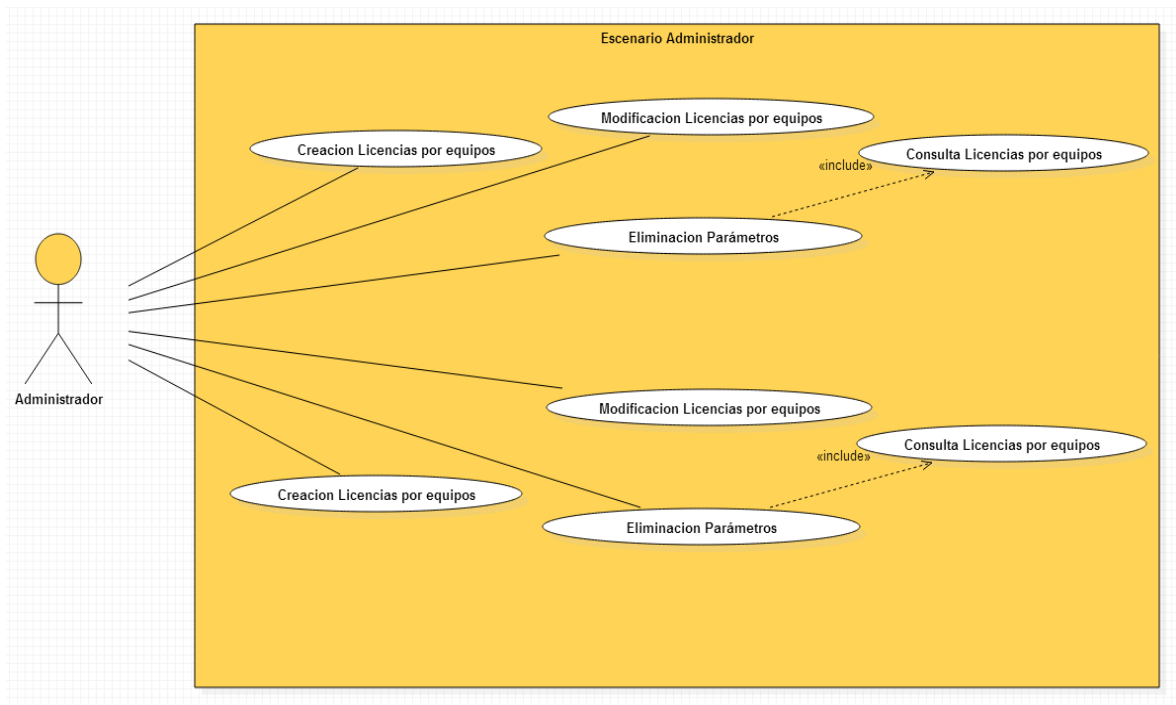 Escenario Administrador
Modificacion Licencias por equipos
Creacion Licencias por equipos
Consulta Licencias por equipos
«include»
Eliminacion Parámetros
Administrador
Modificacion Licencias por equipos
Consulta Licencias por equipos
«include»
Creacion Licencias por equipos
Eliminacion Parámetros